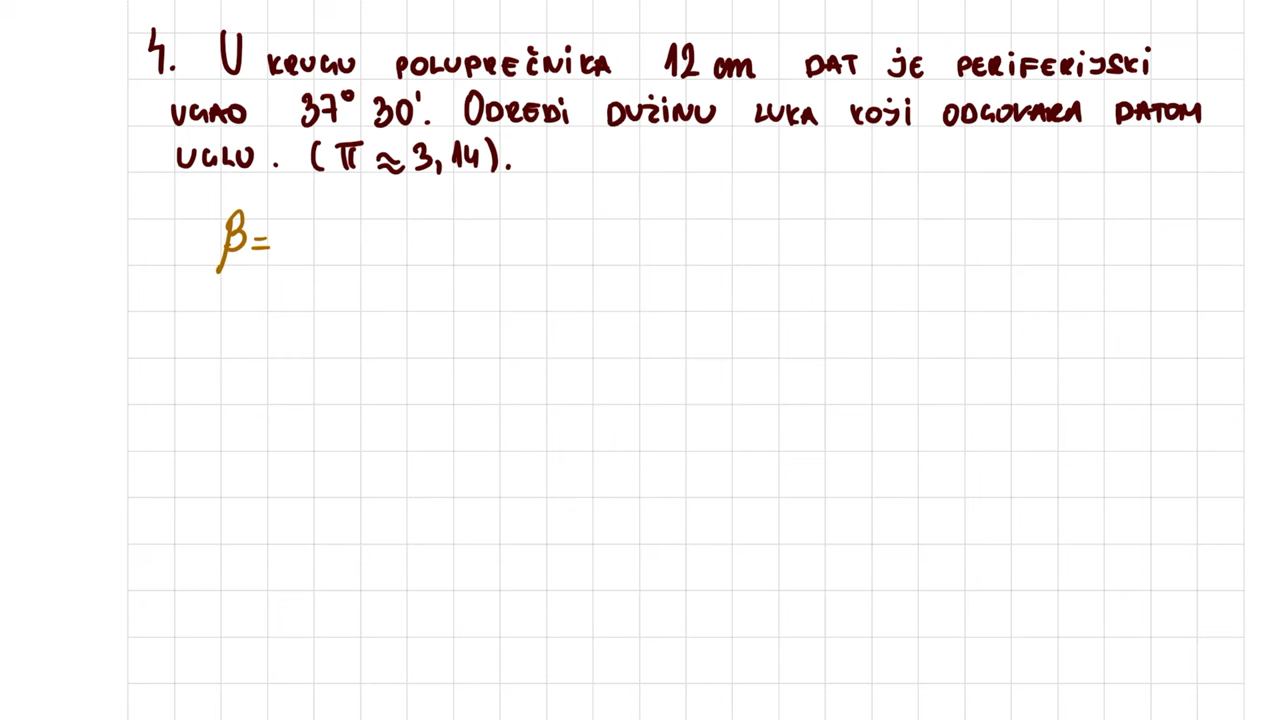 4. U KRUGU POLUPREČNIKA 12 cm DAT JE PERIFERIJSKI
UGAO 37° 30'. ODREDI DUŽINU LUKA KOJI ODGOVARA DATOM
UGLU. (π ≈ 3,14).
β=